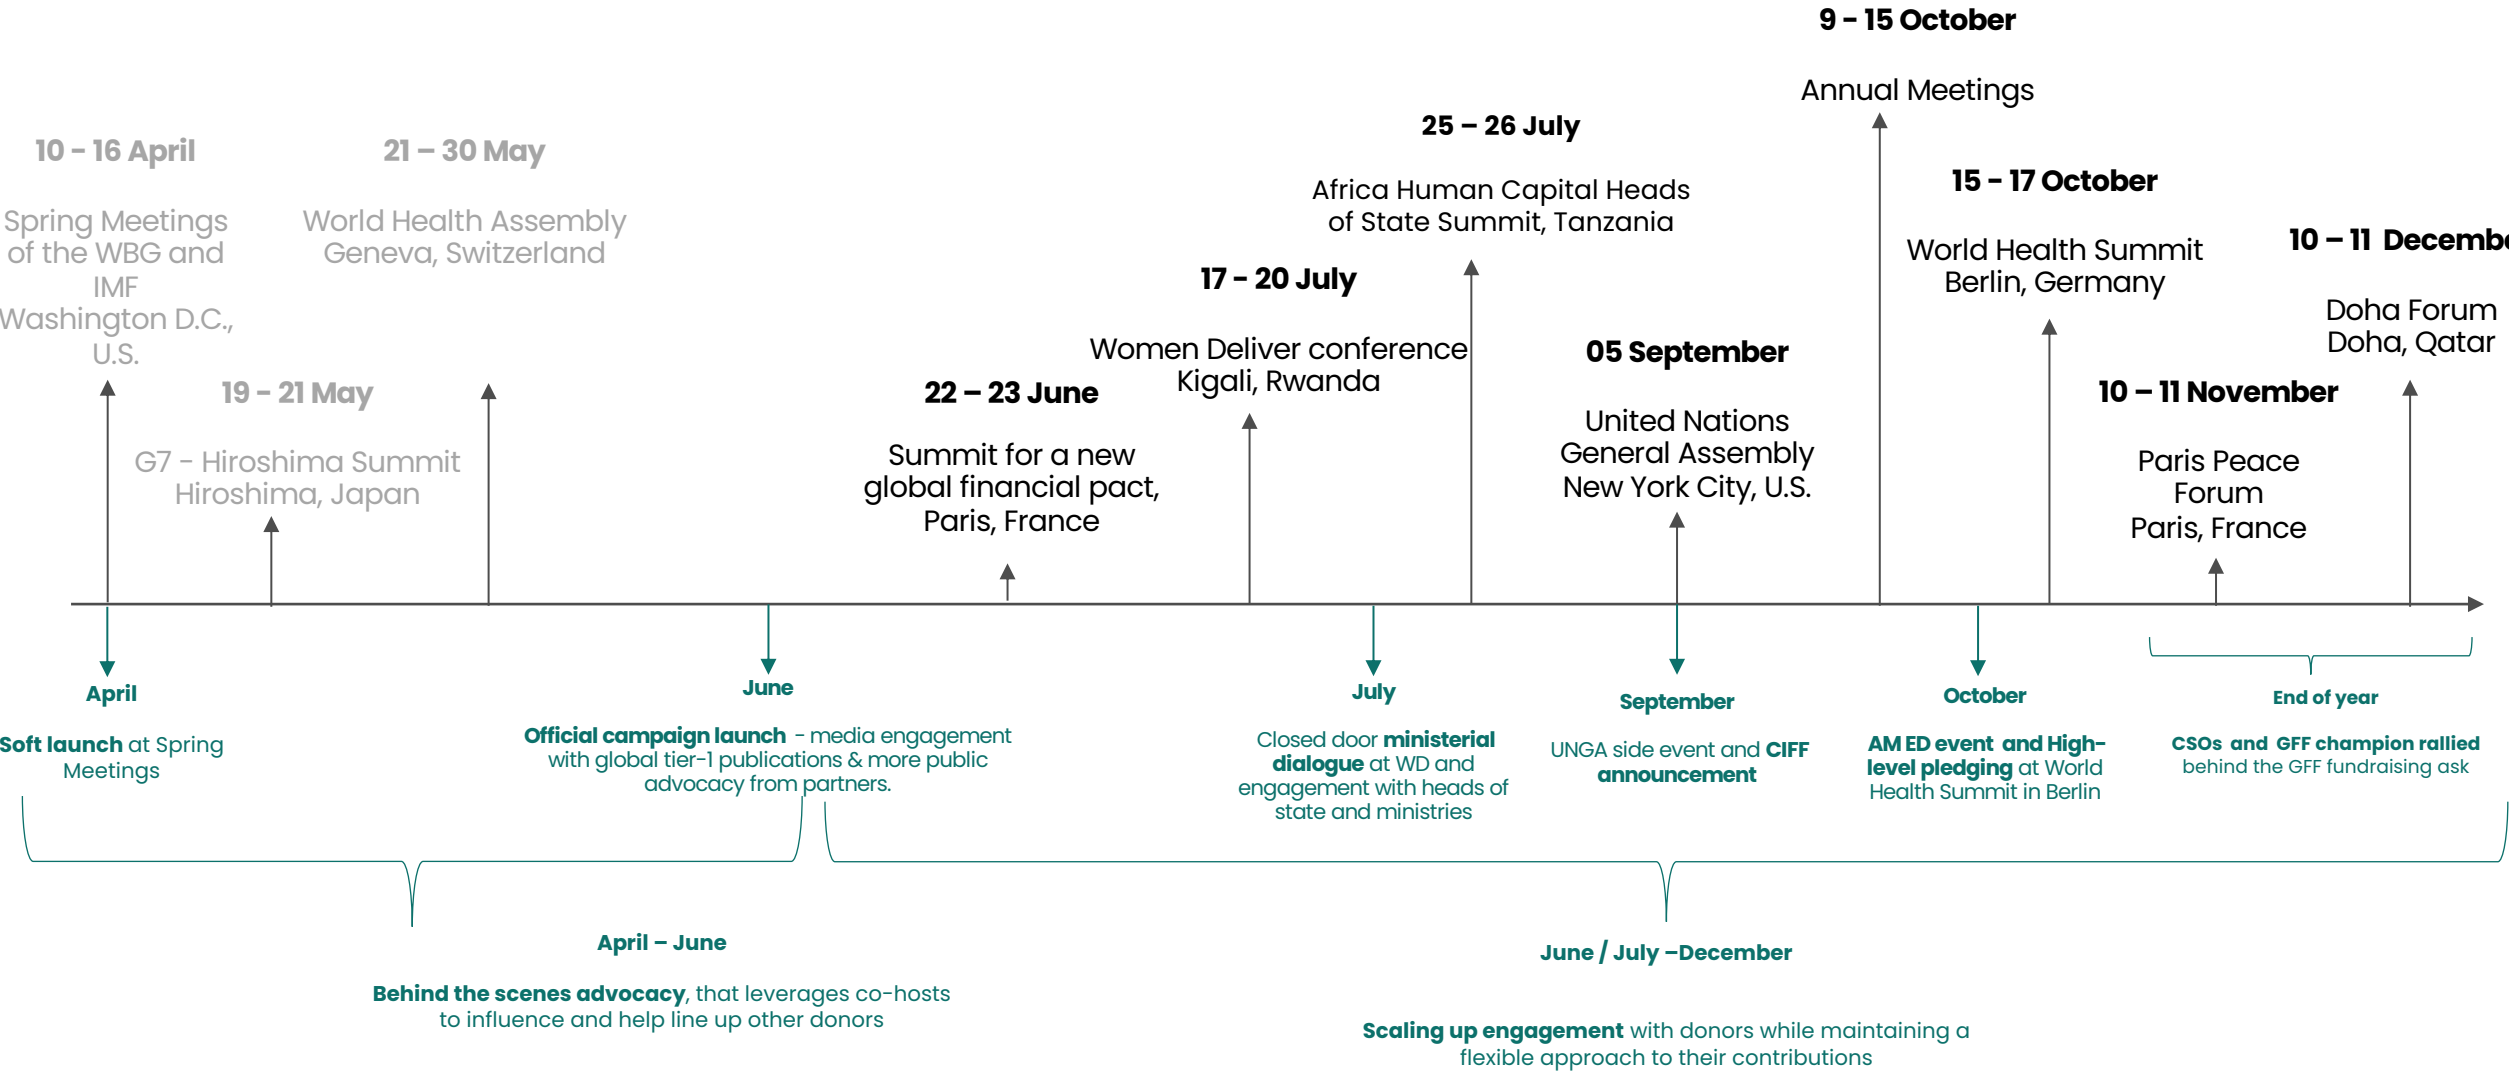 10 - 16 April
Spring Meetings
of the WBG and
IMF
Washington D.C.,
U.S.
19 - 21 May
G7 - Hiroshima Summit
Hiroshima, Japan
21 – 30 May
World Health Assembly
Geneva, Switzerland
22 – 23 June
Summit for a new
global financial pact,
Paris, France
17 - 20 July
Women Deliver conference
Kigali, Rwanda
25 – 26 July
Africa Human Capital Heads
of State Summit, Tanzania
05 September
United Nations
General Assembly
New York City, U.S.
9 - 15 October
Annual Meetings
15 - 17 October
World Health Summit
Berlin, Germany
10 – 11 November
Paris Peace
Forum
Paris, France
10 – 11 Decembe
Doha Forum
Doha, Qatar
April
Soft launch at Spring
Meetings
June
Official campaign launch - media engagement
with global tier-1 publications & more public
advocacy from partners.
July
Closed door ministerial
dialogue at WD and
engagement with heads of
state and ministries
September
UNGA side event and CIFF
announcement
October
AM ED event and High-
level pledging at World
Health Summit in Berlin
End of year
CSOs and GFF champion rallied
behind the GFF fundraising ask
April – June
Behind the scenes advocacy, that leverages co-hosts
to influence and help line up other donors
June / July –December
Scaling up engagement with donors while maintaining a
flexible approach to their contributions